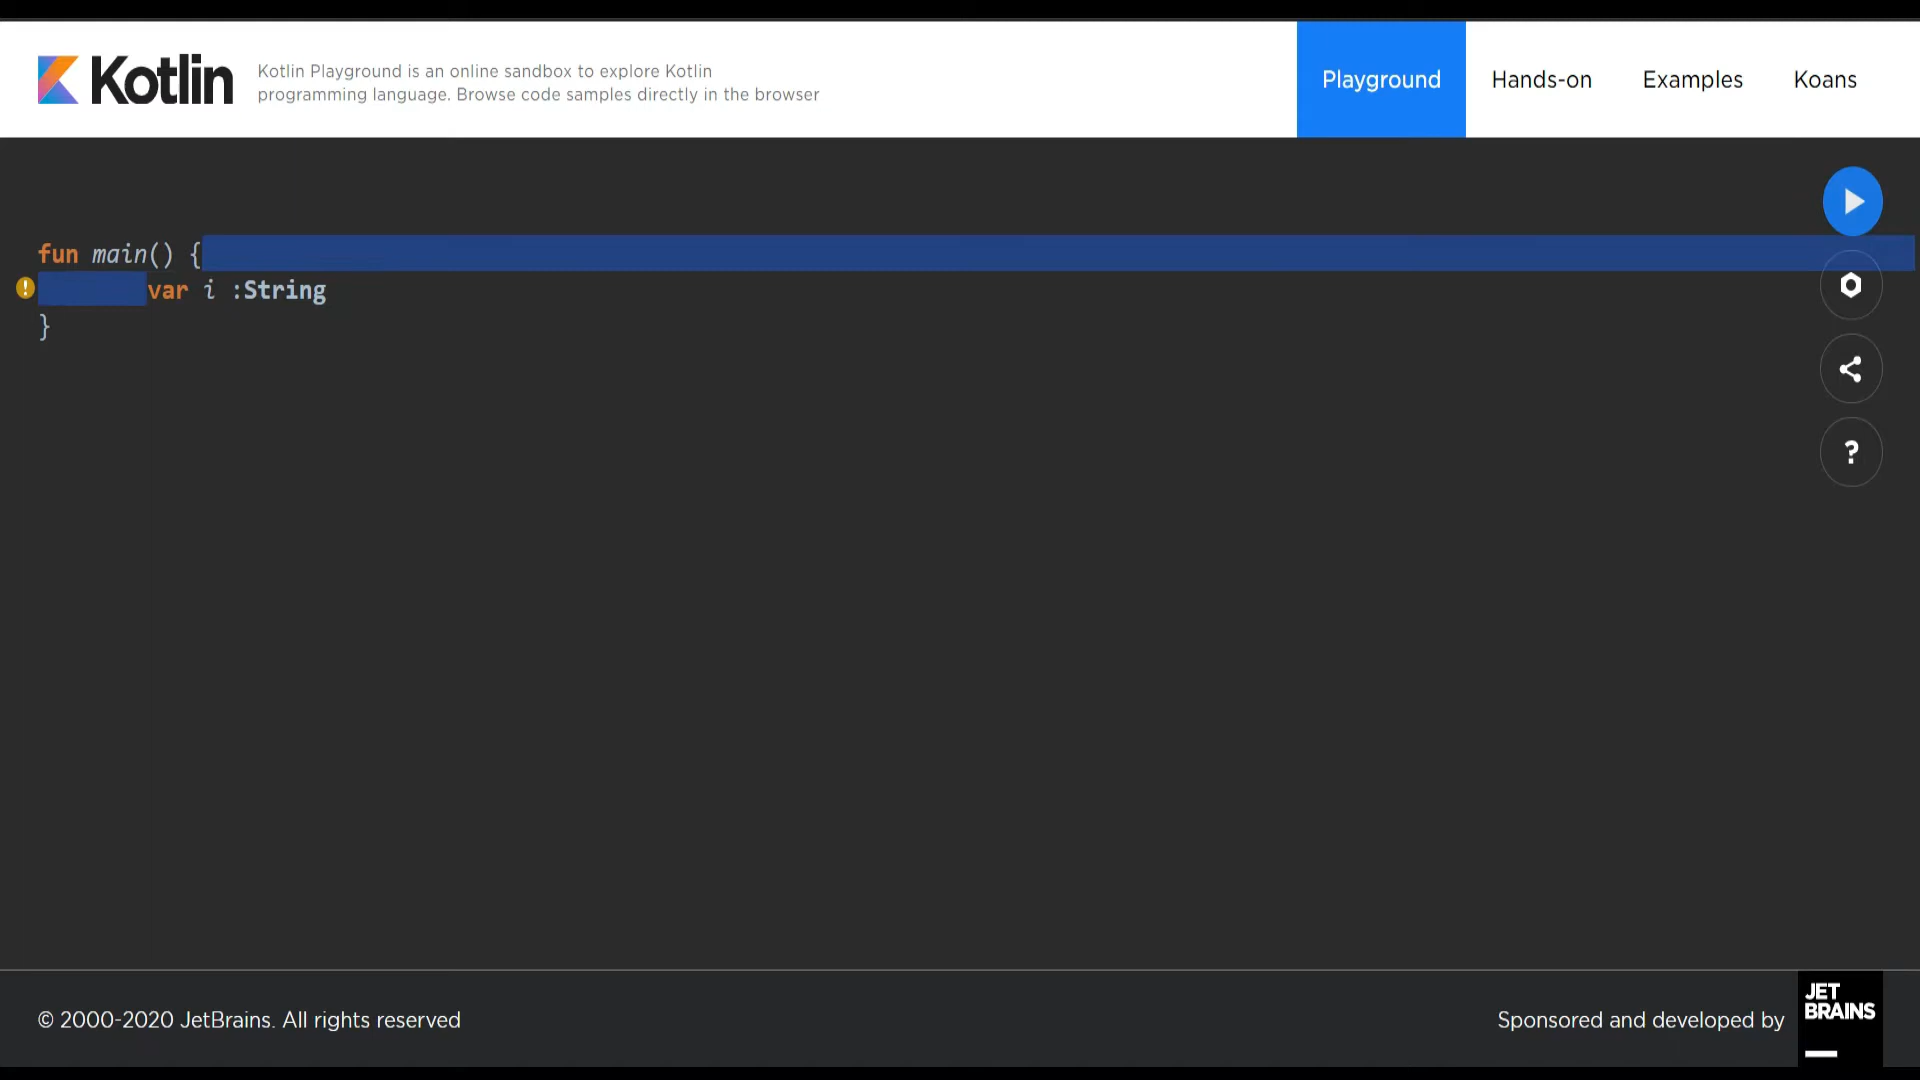 Kotlin
Kotlin Playground is an online sandbox to explore Kotlin
programming language. Browse code samples directly in the browser
Playground
Hands-on
Examples
Koans
fun main() {
var i :String
}
?
© 2000-2020 JetBrains. All rights reserved
Sponsored and developed by
JET
BRAINS